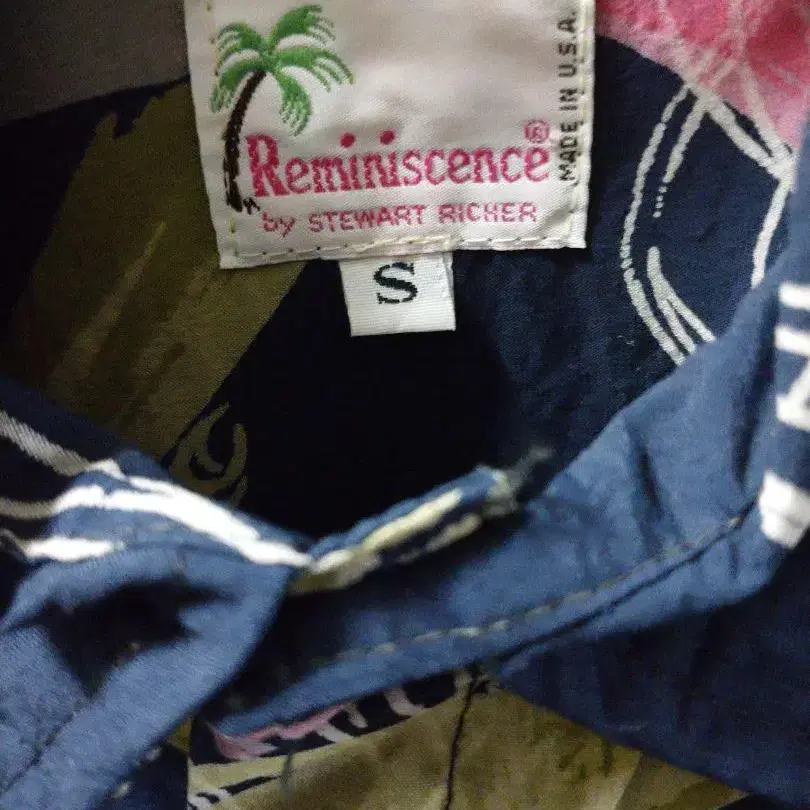 Reminiscence®
by STEWART RICHER
MADE IN U.S.A.
S